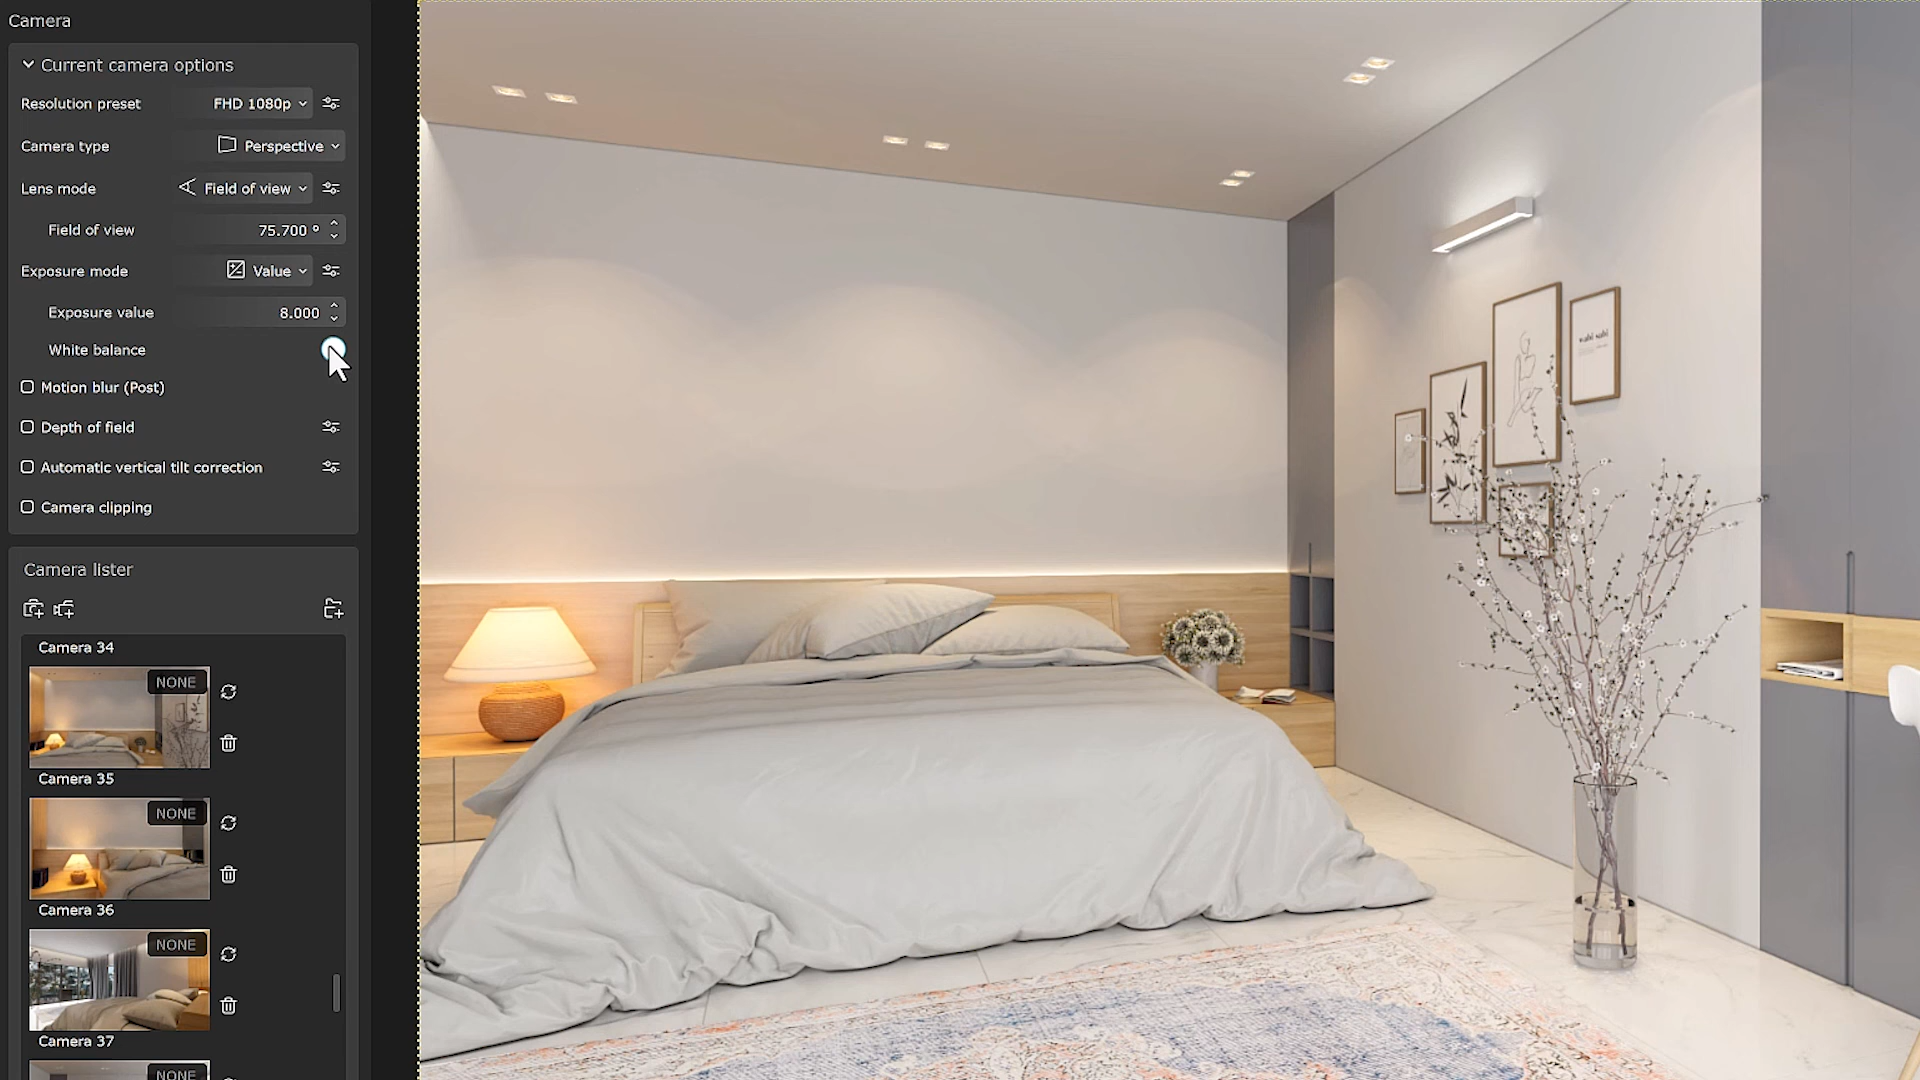 Camera
Current camera options
Resolution preset FHD 1080p
Camera type Perspective
Lens mode Field of view
Field of view 75.700 º
Exposure mode Value
Exposure value 8.000
White balance
Motion blur (Post)
Depth of field
Automatic vertical tilt correction
Camera clipping
Camera lister
Camera 34
NONE
Camera 35
NONE
Camera 36
NONE
Camera 37
NONE
wabi sabi